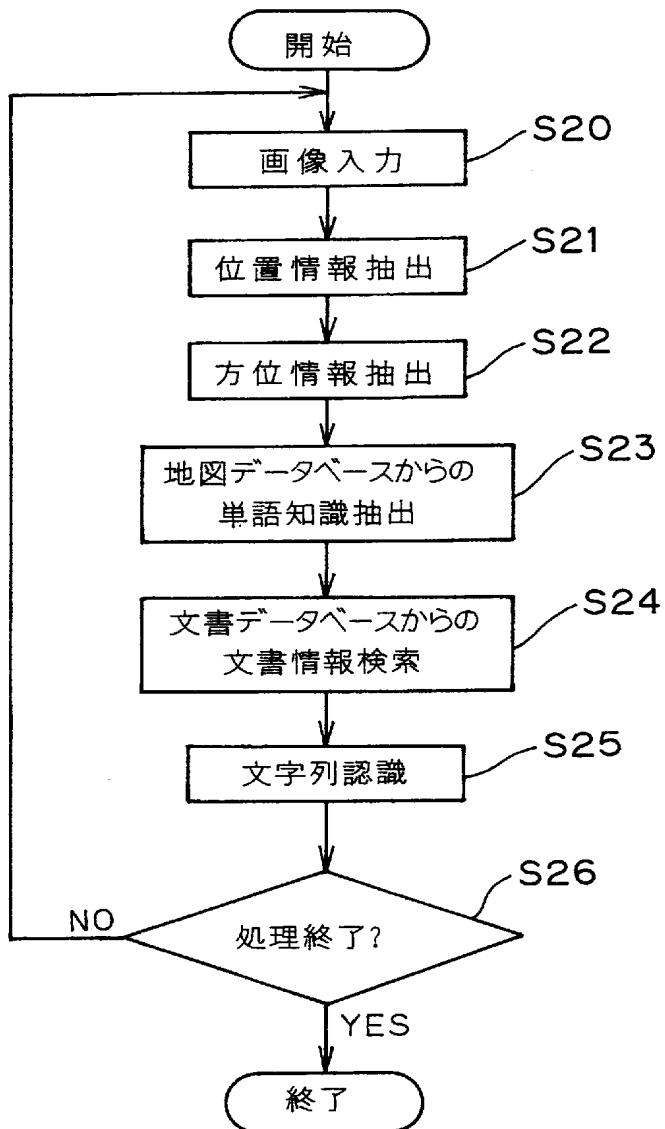 開始
S20
画像入力
S21
位置情報抽出
S22
方位情報抽出
S23
地図データベースからの
単語知識抽出
S24
文書データベースからの
文書情報検索
S25
文字列認識
S26
処理終了?
NO
YES
終了